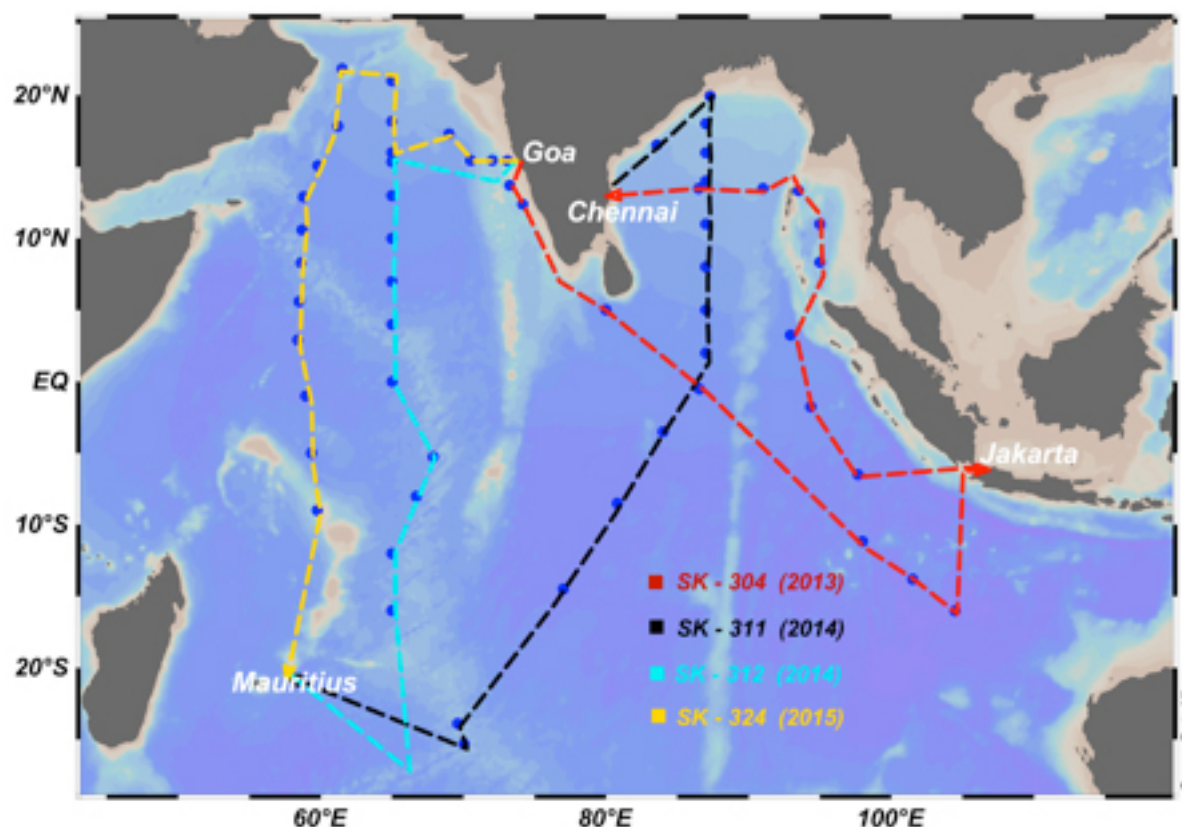 20°N
Goa
Chennai
10°N
EQ
Jakarta
10°S
SK - 304 (2013)
SK - 311 (2014)
20°S
Mauritius
SK - 312 (2014)
SK - 324 (2015)
60°E
80°E
100°E